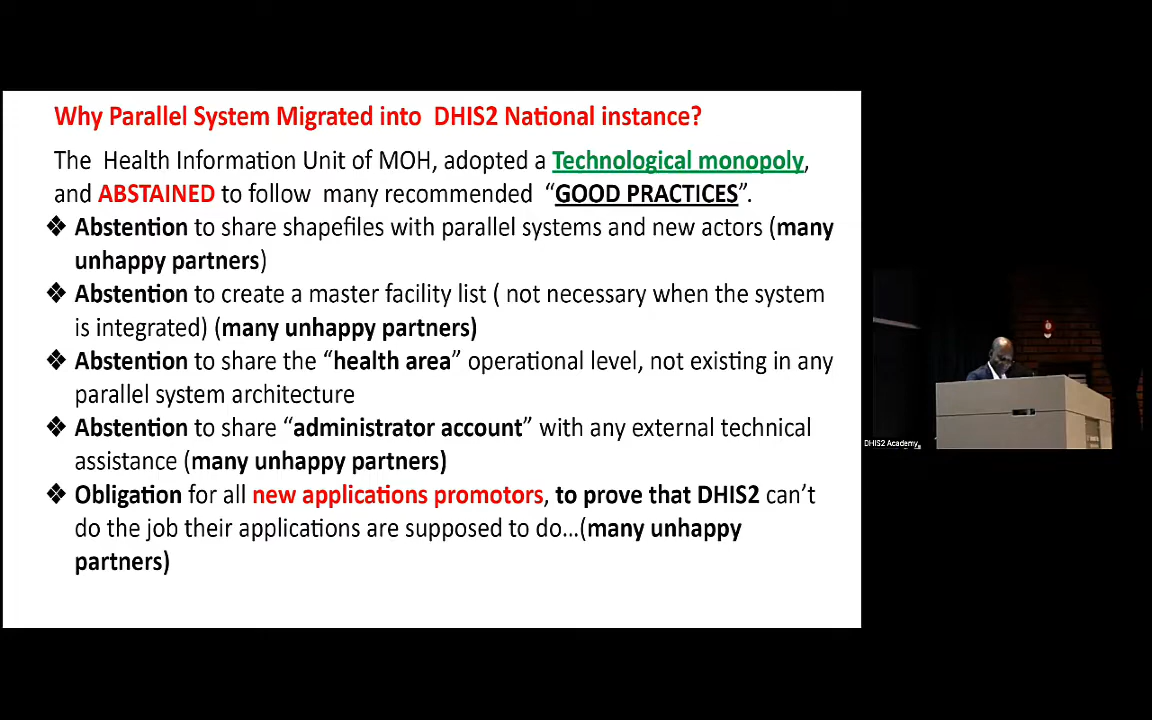 Why Parallel System Migrated into DHIS2 National instance?
The Health Information Unit of MOH, adopted a Technological monopoly,
and ABSTAINED to follow many recommended “GOOD PRACTICES”.
❖ Abstention to share shapefiles with parallel systems and new actors (many
unhappy partners)
❖ Abstention to create a master facility list ( not necessary when the system
is integrated) (many unhappy partners)
❖ Abstention to share the “health area” operational level, not existing in any
parallel system architecture
❖ Abstention to share “administrator account” with any external technical
assistance (many unhappy partners)
❖ Obligation for all new applications promotors, to prove that DHIS2 can’t
do the job their applications are supposed to do…(many unhappy
partners)
DHIS2 Academy